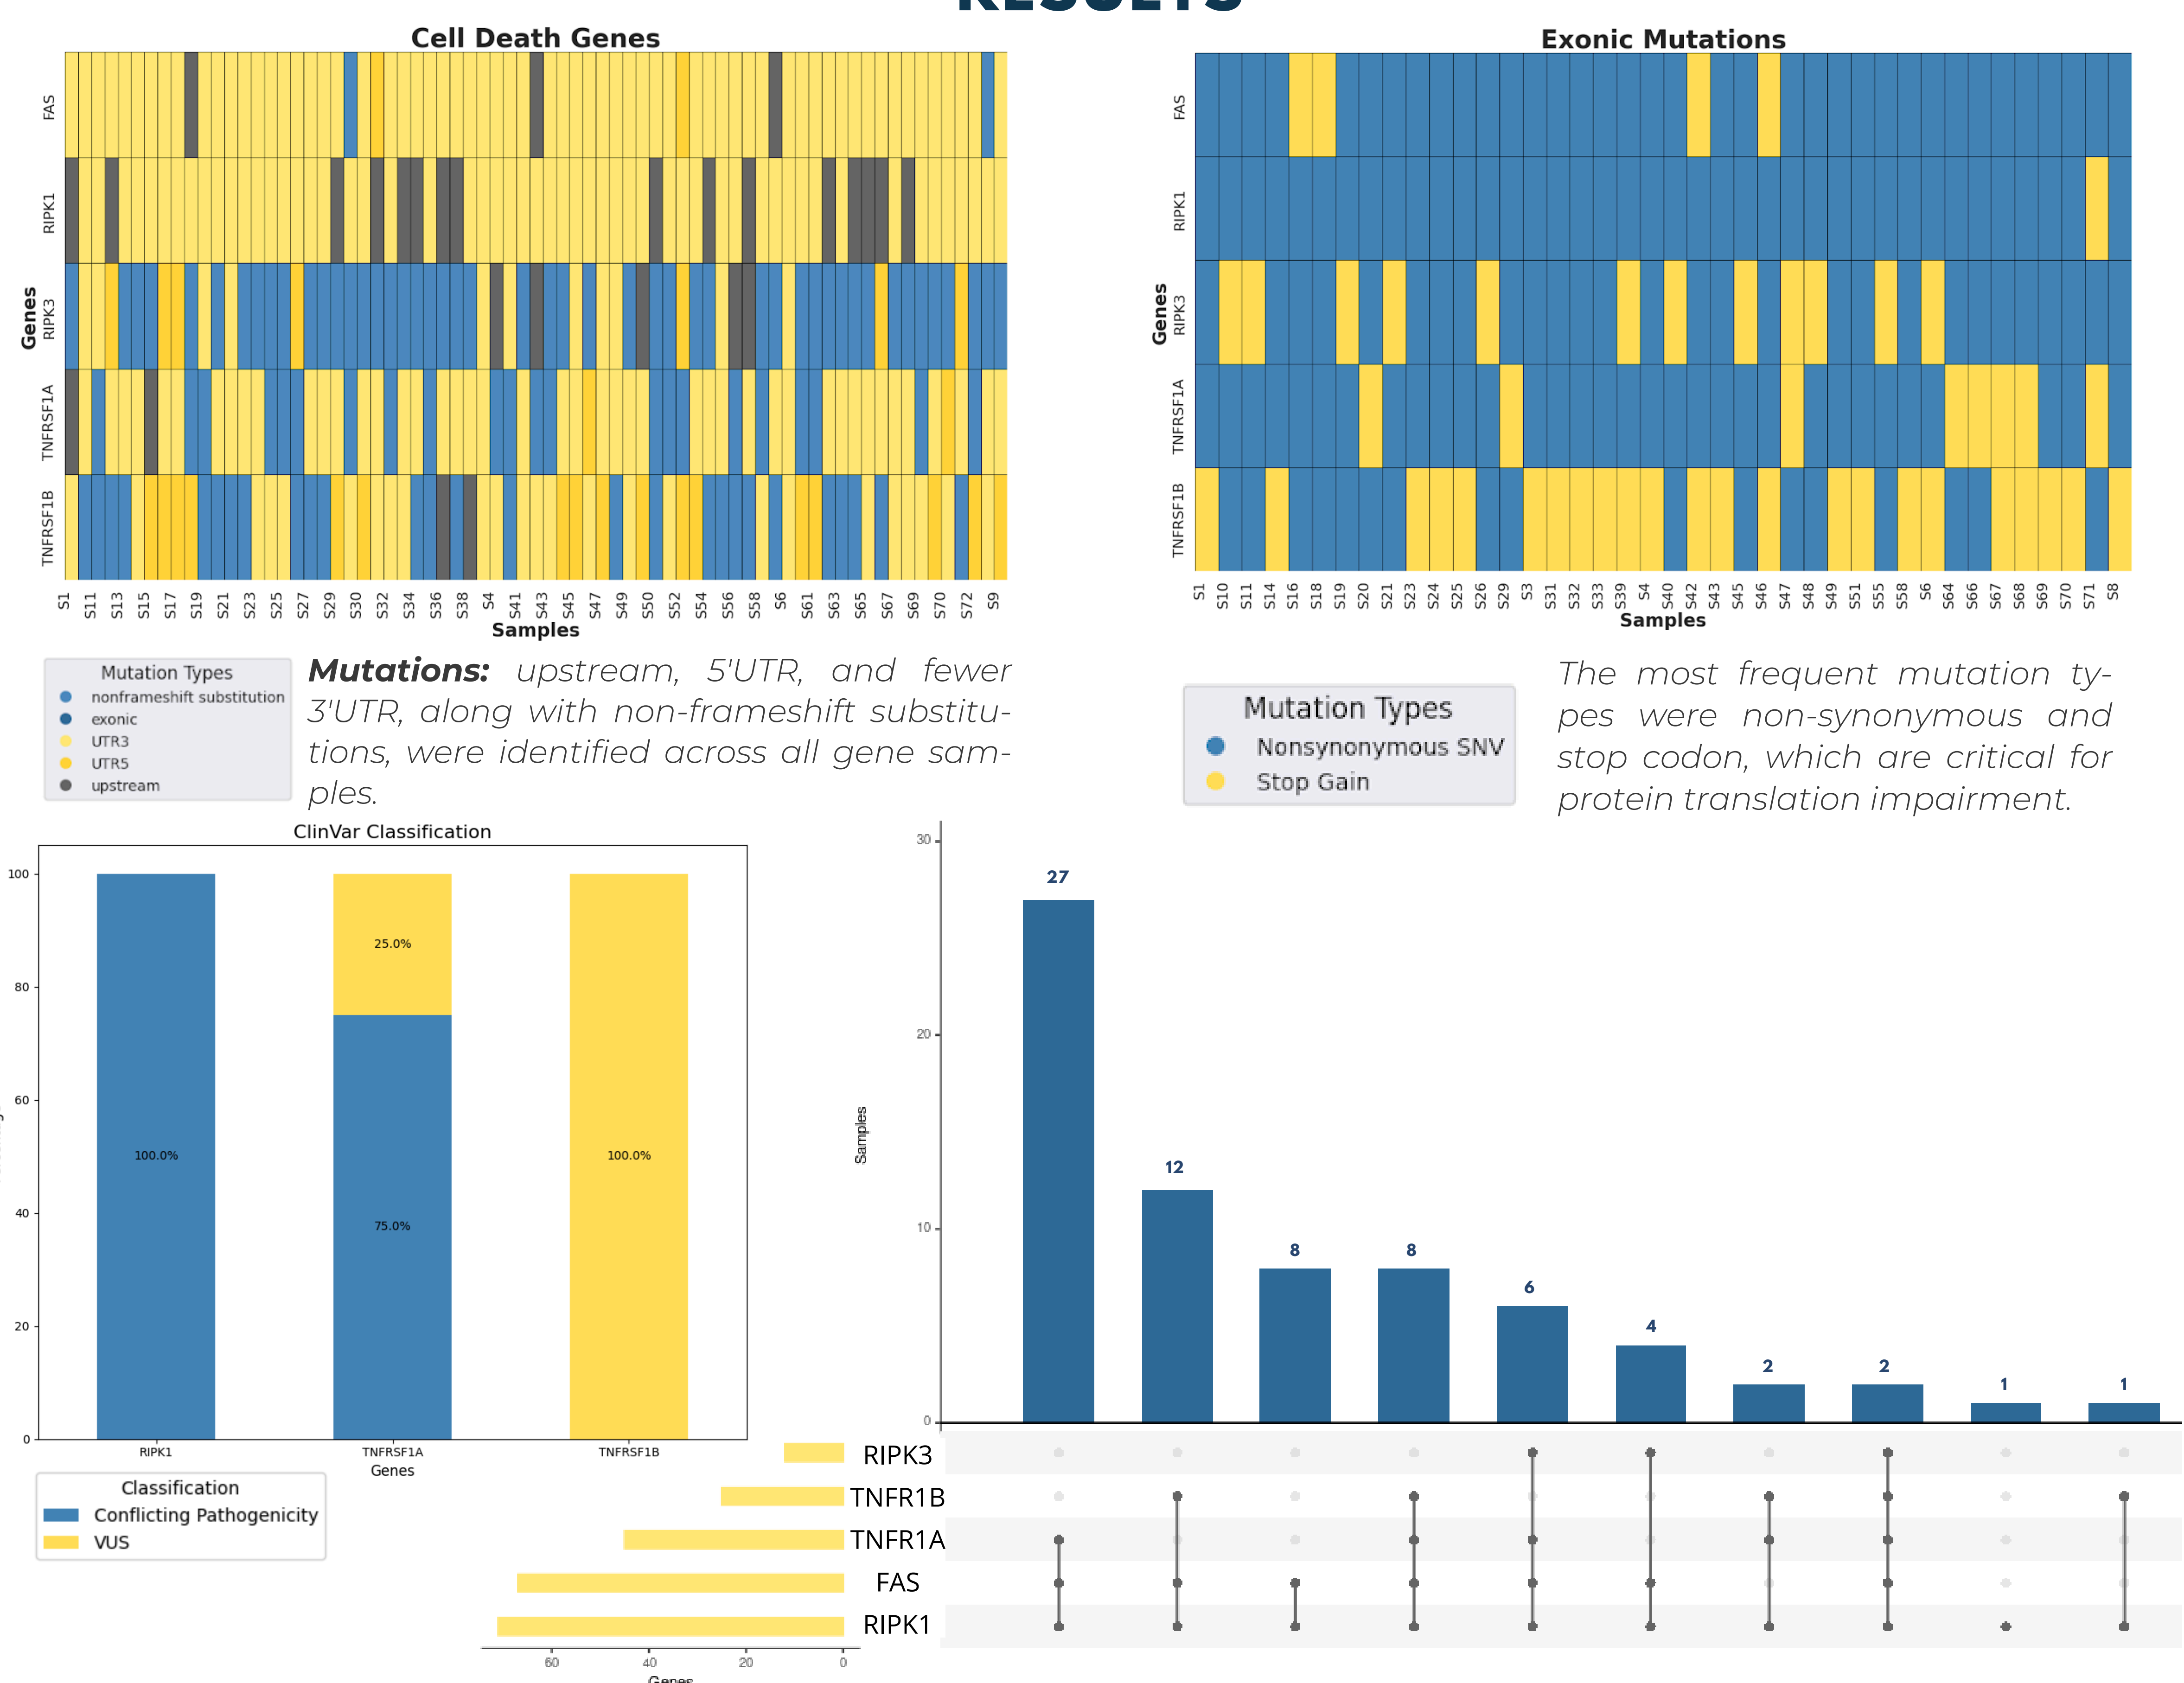 RESULTS
Cell Death Genes
FAS
RIPK1
RIPK3
TNFRSF1A
TNFRSF1B
Genes
S1 S11 S13 S15 S17 S19 S21 S23 S25 S27 S29 S30 S32 S34 S36 S38 S4 S41 S43 S45 S47 S49 S50 S52 S54 S56 S58 S6 S61 S63 S65 S67 S69 S70 S72 S9
Samples
Mutation Types
nonframeshift substitution
exonic
UTR3
UTR5
upstream
Mutations: upstream, 5'UTR, and fewer
3'UTR, along with non-frameshift substitu-
tions, were identified across all gene sam-
ples.
Exonic Mutations
FAS
RIPK1
RIPK3
TNFRSF1A
TNFRSF1B
Genes
S1 S10 S11 S14 S16 S18 S19 S20 S21 S23 S24 S25 S26 S29 S3 S31 S32 S33 S39 S4 S40 S42 S43 S45 S46 S47 S48 S49 S51 S55 S58 S6 S64 S66 S67 S68 S69 S70 S71 S8
Samples
Mutation Types
Nonsynonymous SNV
Stop Gain
The most frequent mutation ty-
pes were non-synonymous and
stop codon, which are critical for
protein translation impairment.
ClinVar Classification
100
80
60
40
20
0
100.0%
25.0%
75.0%
100.0%
RIPK1 TNFRSF1A TNFRSF1B
Genes
Classification
Conflicting Pathogenicity
VUS
30
20
10
0
Samples
27 12 8 8 6 4 2 2 1 1
RIPK3
TNFR1B
TNFR1A
FAS
RIPK1
60 40 20 0
Genes